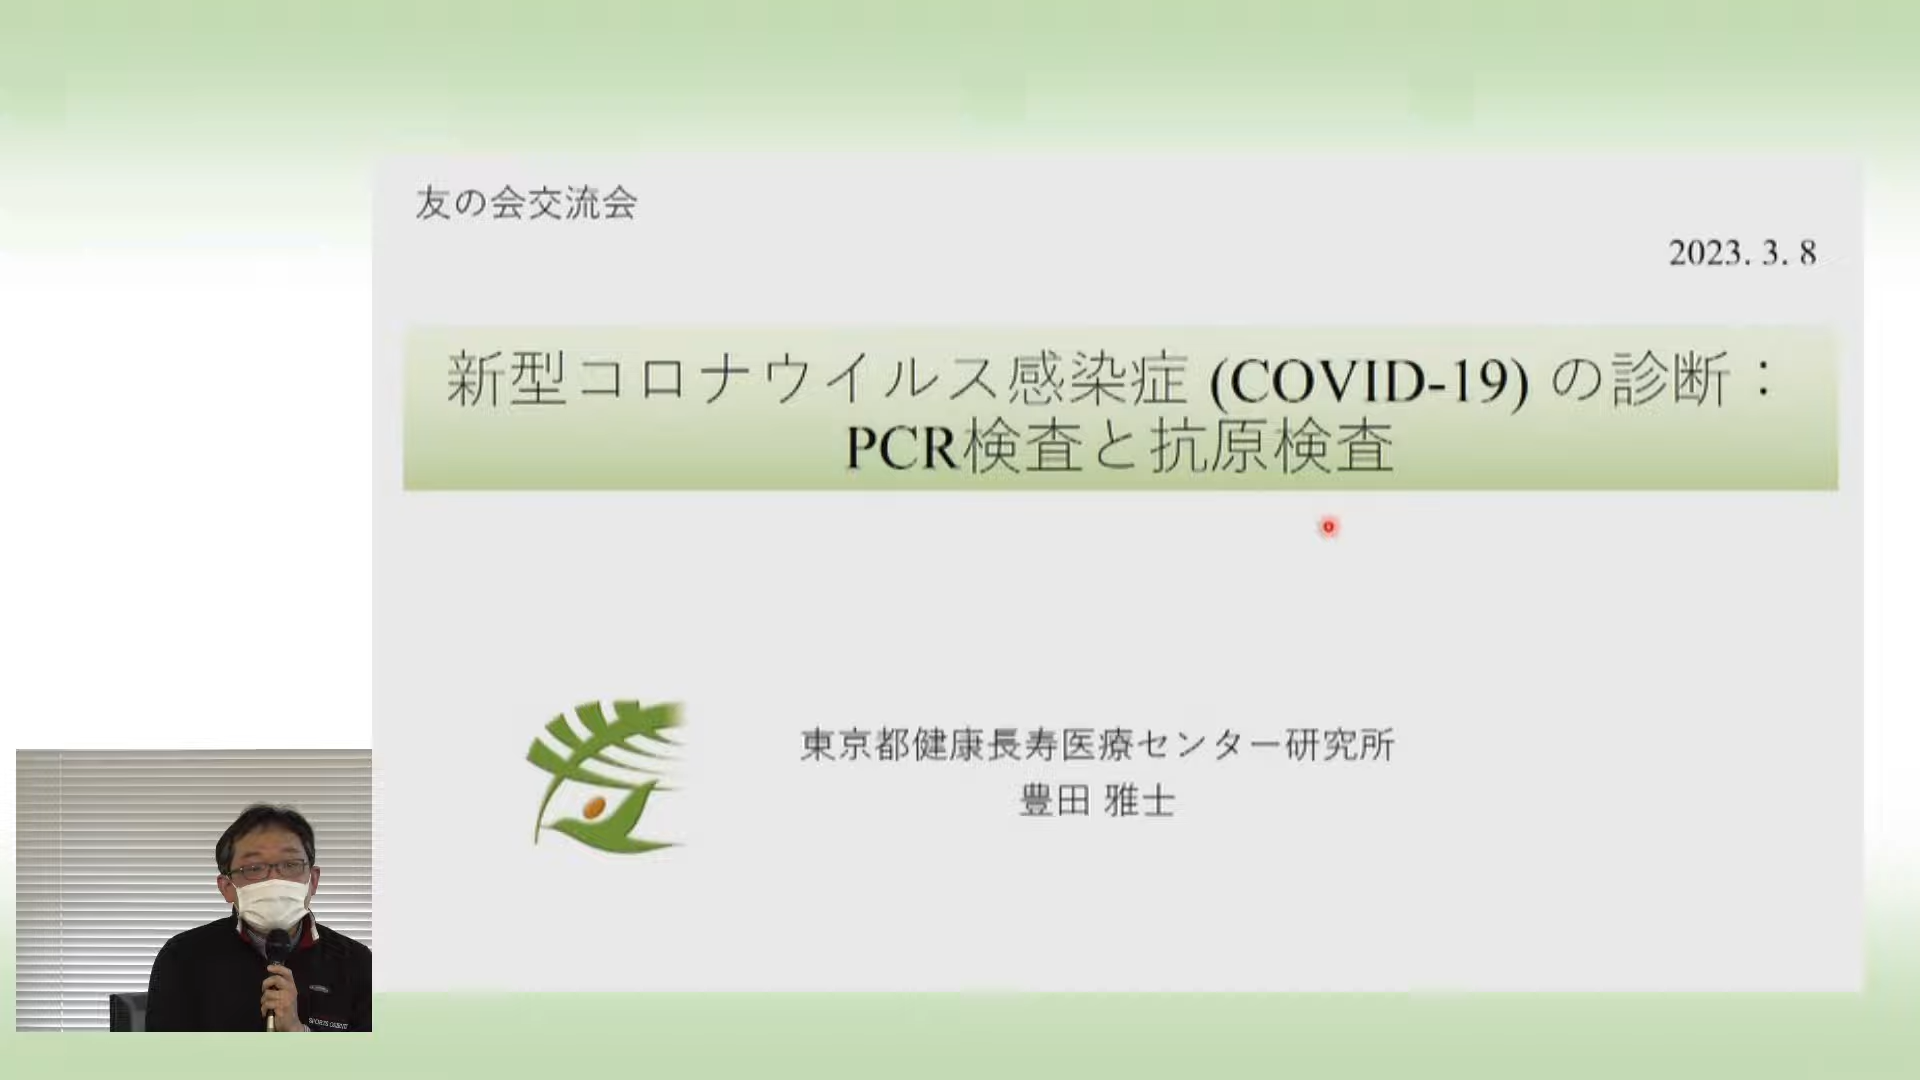 友の会交流会
2023. 3. 8
新型コロナウイルス感染症 (COVID-19) の診断：
PCR検査と抗原検査
東京都健康長寿医療センター研究所
豊田 雅士